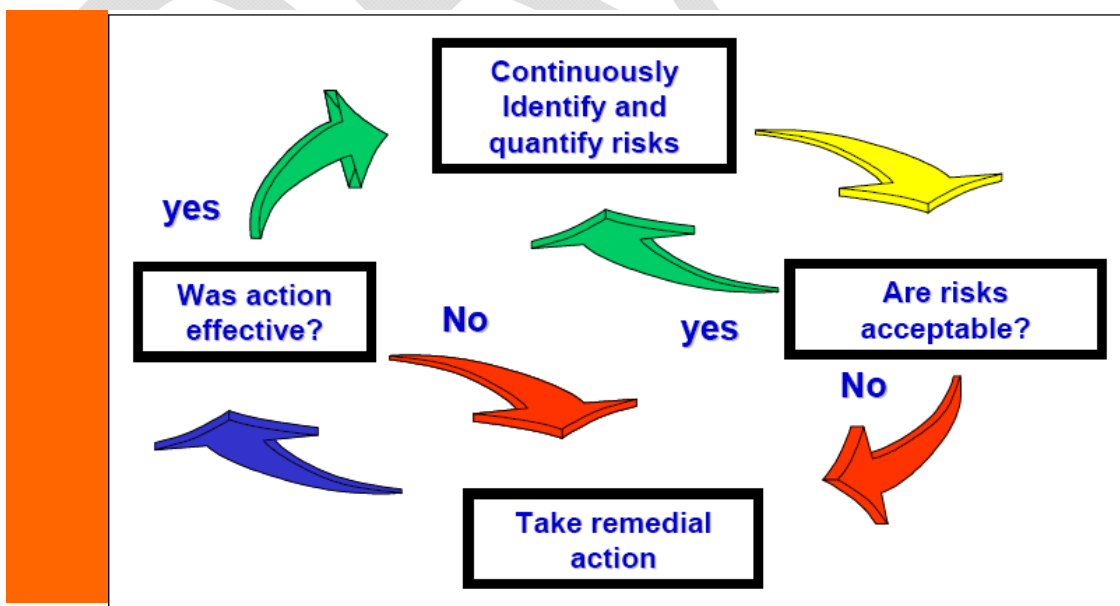 Continuously
Identify and
quantify risks
yes
Was action
effective?
No
yes
Are risks
acceptable?
No
Take remedial
action